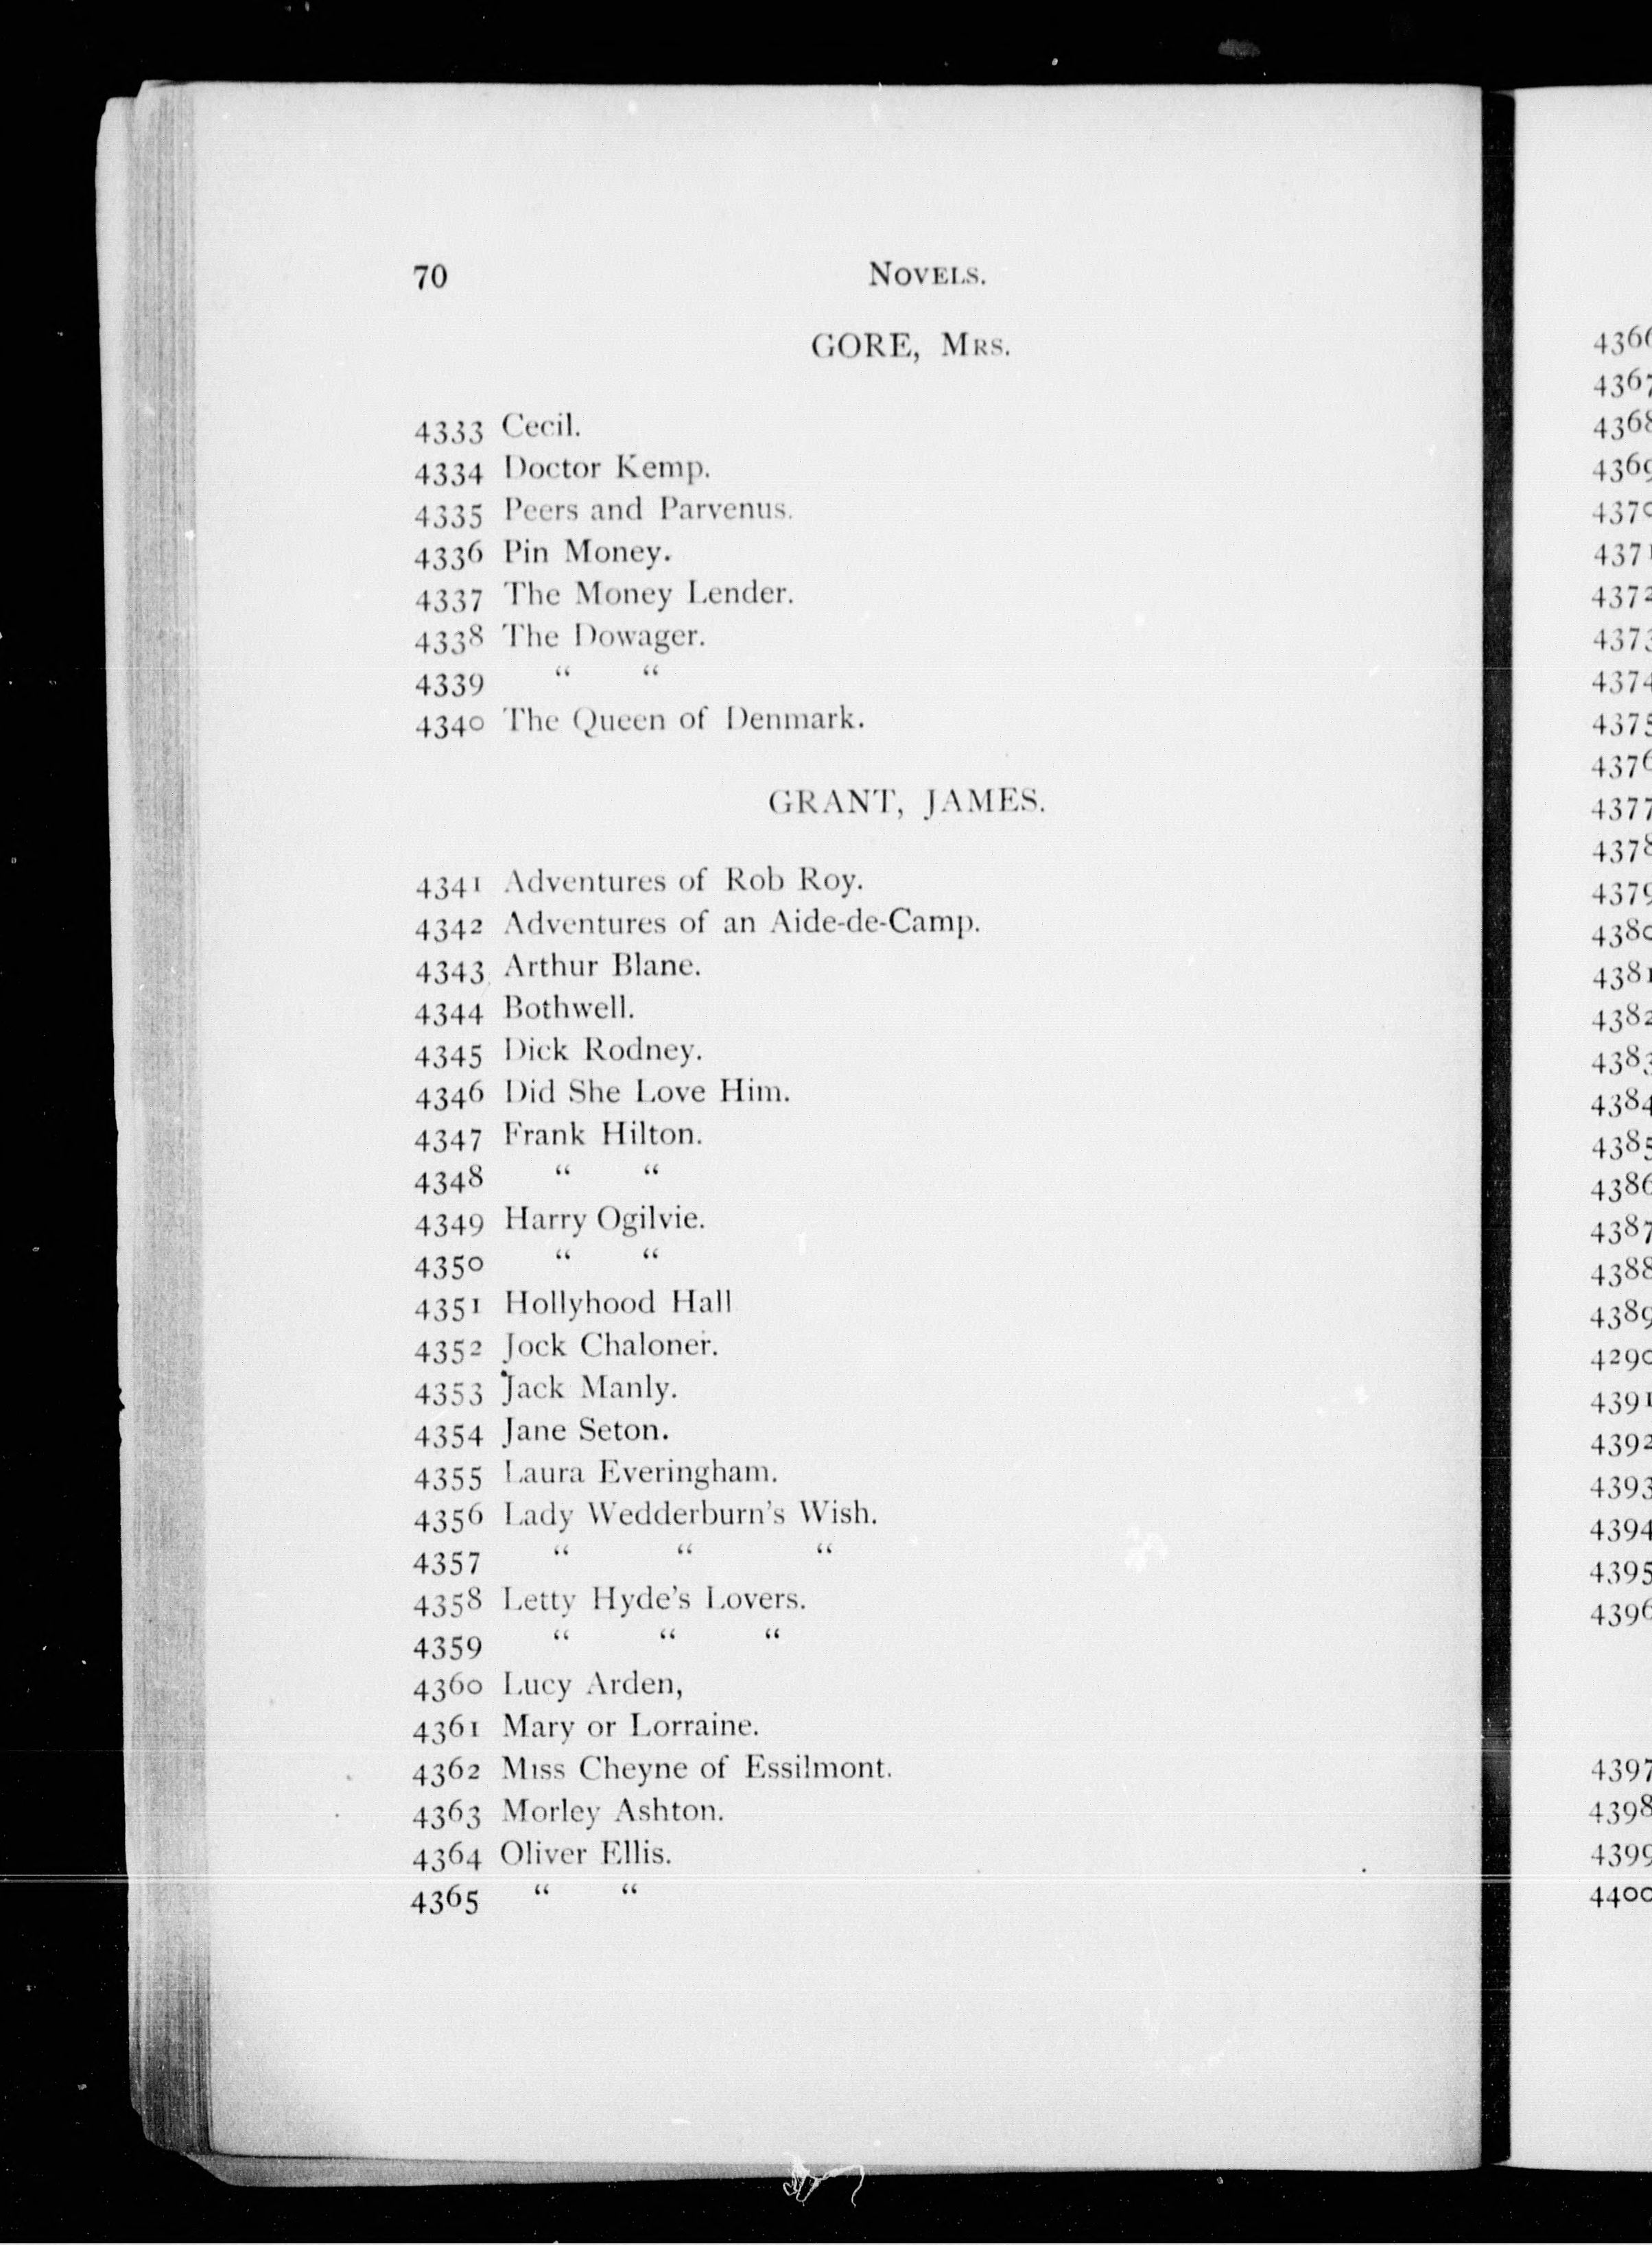 70 NOVELS.
GORE, MRS.
4333 Cecil.
4334 Doctor Kemp.
4335 Peers and Parvenus.
4336 Pin Money.
4337 The Money Lender.
4338 The Dowager.
4339 “ “
4340 The Queen of Denmark.
GRANT, JAMES.
4341 Adventures of Rob Roy.
4342 Adventures of an Aide-de-Camp.
4343 Arthur Blane.
4344 Bothwell.
4345 Dick Rodney.
4346 Did She Love Him.
4347 Frank Hilton.
4348 “ “
4349 Harry Ogilvie.
4350 “ “
4351 Hollyhood Hall
4352 Jock Chaloner.
4353 Jack Manly.
4354 Jane Seton.
4355 Laura Everingham.
4356 Lady Wedderburn's Wish.
4357 “ “ “
4358 Letty Hyde's Lovers.
4359 “ “ “
4360 Lucy Arden,
4361 Mary or Lorraine.
4362 Miss Cheyne of Essilmont.
4363 Morley Ashton.
4364 Oliver Ellis.
4365 “ “